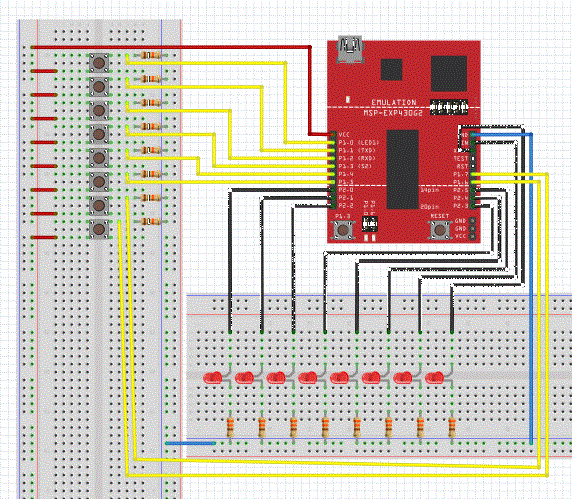 EMULATION
MSP-EXP430G2
VCC
P1.0 (LED1)
P1.1 (TXD)
P1.2 (RXD)
P1.3 (S2)
P1.4
P1.5
P2.0
P2.1
P2.2
TEST
RST
P1.7
P1.6
P2.5
P2.4
P2.3
14pin
20pin
P1.3
RESET
GND
GND
VCC